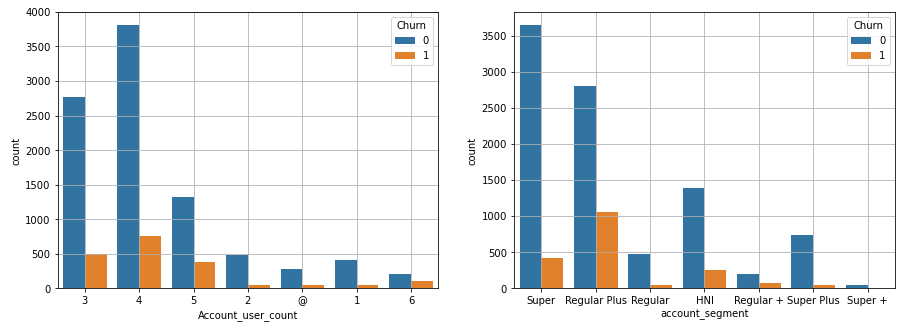 4000
3500
3000
2500
2000
1500
1000
500
0
count
3 4 5 2 @ 1 6
Account_user_count
Churn
0
1
3500
3000
2500
2000
1500
1000
500
0
count
Super Regular Plus Regular HNI Regular + Super Plus Super +
account_segment
Churn
0
1